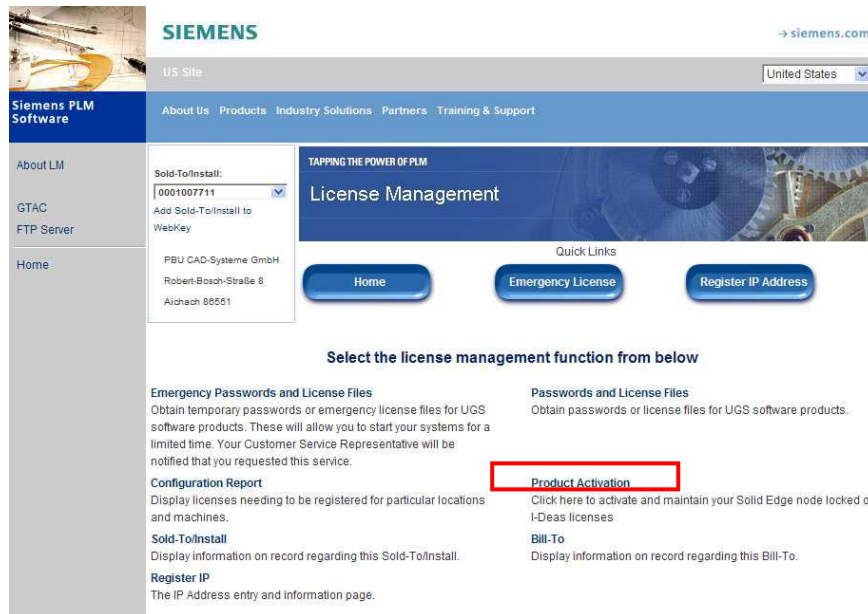 SIEMENS
→ siemens.com
US Site
United States
Siemens PLM
Software
About Us Products Industry Solutions Partners Training & Support
About LM
GTAC
FTP Server
Home
Sold-To/Install:
0001007711
Add Sold-To/Install to
WebKey
PBU CAD-Systeme GmbH
Robert-Bosch-Straße 8
Aichach 86551
TAPPING THE POWER OF PLM
License Management
Quick Links
Home
Emergency License
Register IP Address
Select the license management function from below
Emergency Passwords and License Files
Obtain temporary passwords or emergency license files for UGS
software products. These will allow you to start your systems for a
limited time. Your Customer Service Representative will be
notified that you requested this service.
Passwords and License Files
Obtain passwords or license files for UGS software products.
Configuration Report
Display licenses needing to be registered for particular locations
and machines.
Product Activation
Click here to activate and maintain your Solid Edge node locked o
I-Deas licenses
Sold-To/Install
Display information on record regarding this Sold-To/Install.
Bill-To
Display information on record regarding this Bill-To.
Register IP
The IP Address entry and information page.